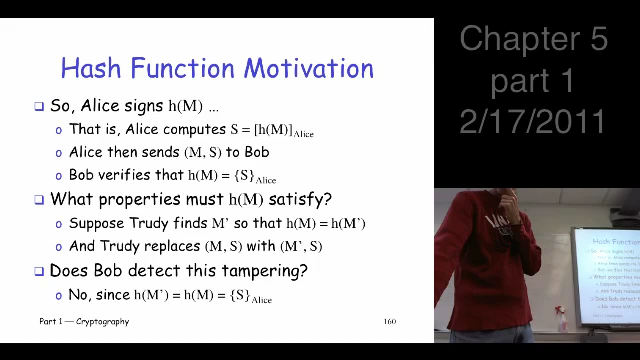 Hash Function Motivation
So, Alice signs h(M) …
That is, Alice computes S = [h(M)]Alice
Alice then sends (M, S) to Bob
Bob verifies that h(M) = {S}Alice
What properties must h(M) satisfy?
Suppose Trudy finds M’ so that h(M) = h(M’)
And Trudy replaces (M, S) with (M’, S)
Does Bob detect this tampering?
No, since h(M’) = h(M) = {S}Alice
Part 1 — Cryptography
160
Chapter 5
part 1
2/17/2011
Hash Function